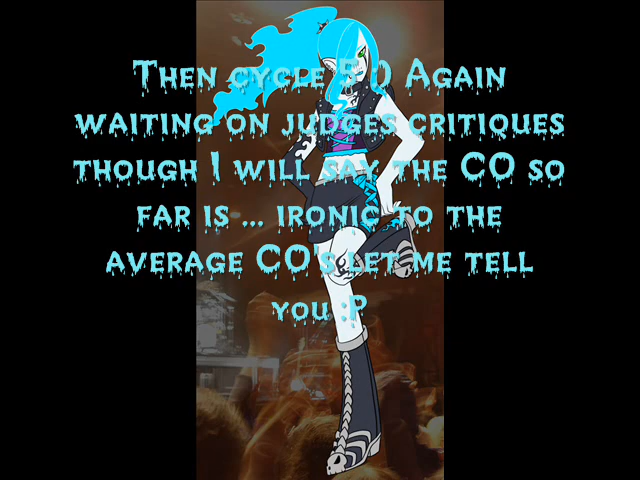 Then cycle 5 :) Again
waiting on judges critiques
though I will say the CO so
far is ... ironic to the
average CO's let me tell
you :P